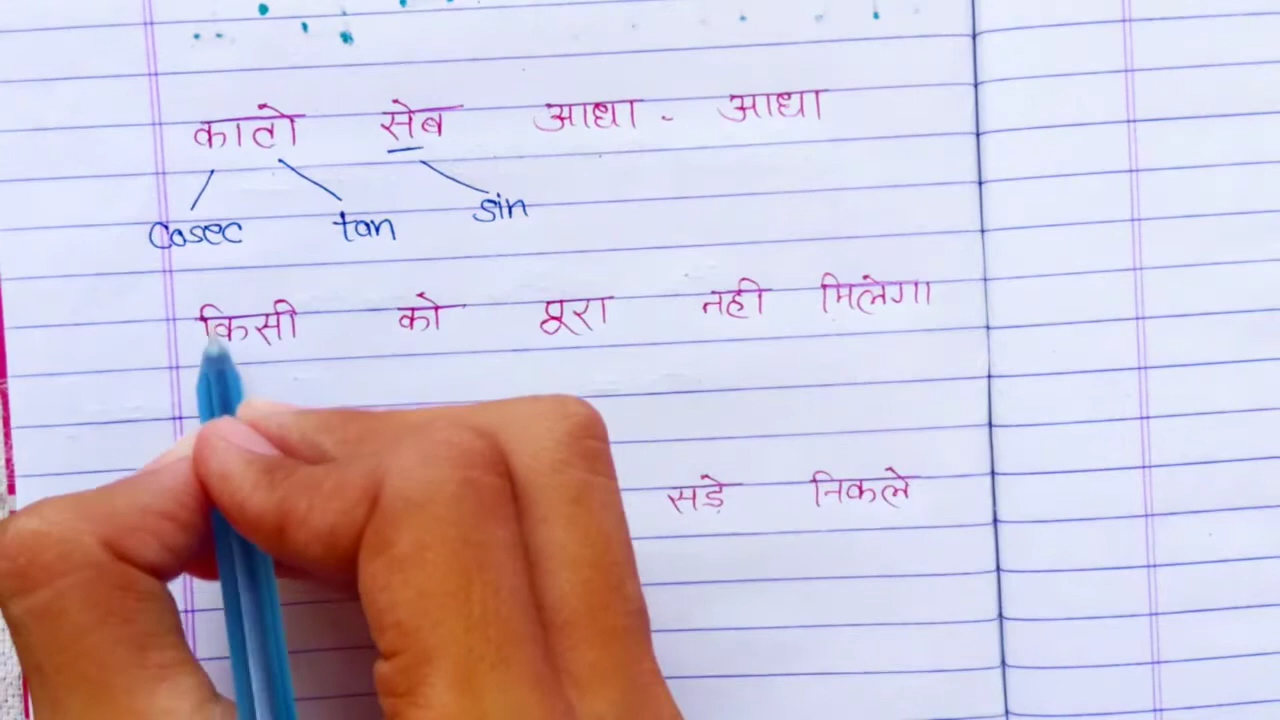 काटो सेब आधा - आधा
cosec tan sin
किसी को पूरा नही मिलेगा
सड़े निकले